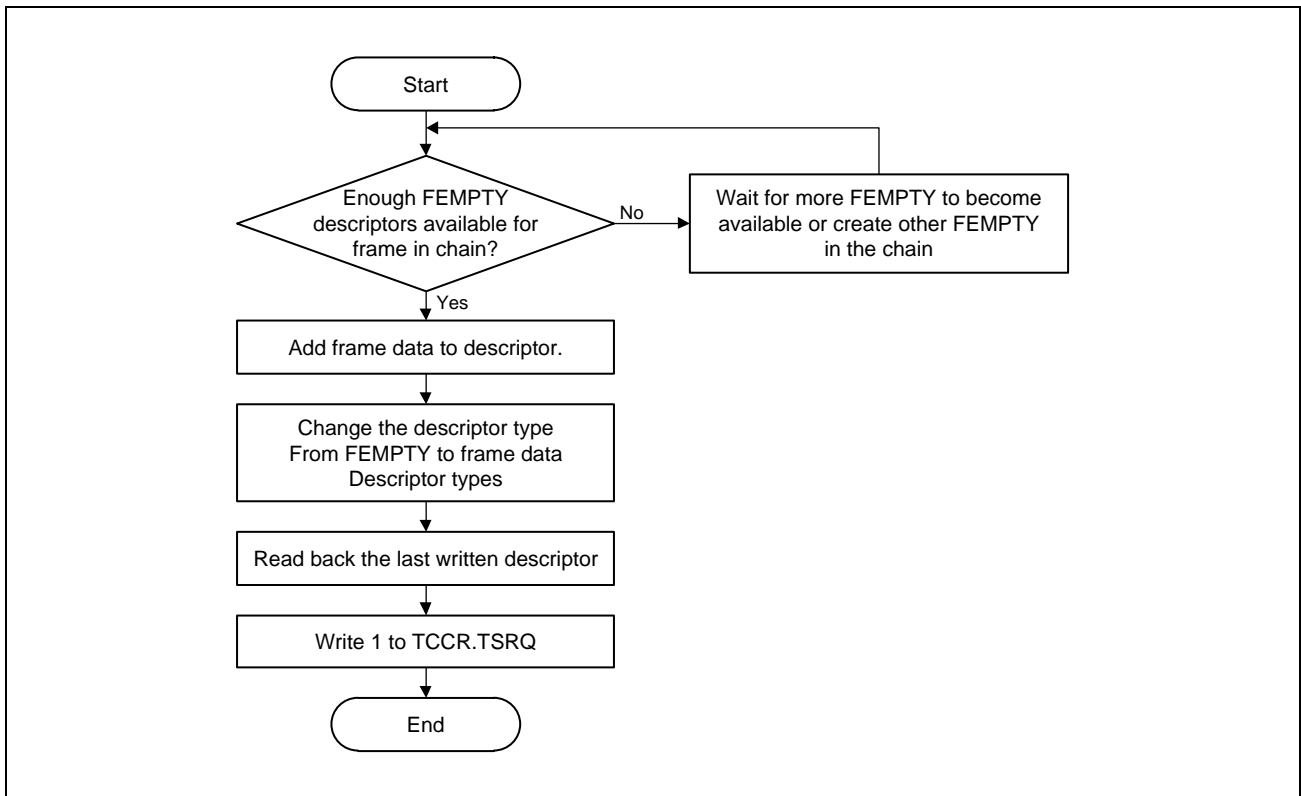 Start
Enough FEMPTY
descriptors available for
frame in chain?
No
Wait for more FEMPTY to become
available or create other FEMPTY
in the chain
Yes
Add frame data to descriptor.
Change the descriptor type
From FEMPTY to frame data
Descriptor types
Read back the last written descriptor
Write 1 to TCCR.TSRQ
End